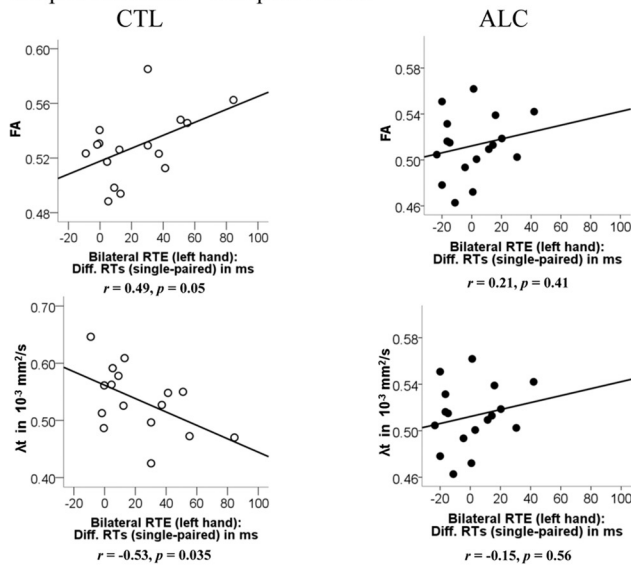 CTL
ALC
0.60
0.56
0.52
0.48
FA
-20 0 20 40 60 80 100
Bilateral RTE (left hand):
Diff. RTs (single-paired) in ms
r = 0.49, p = 0.05
0.58
0.54
0.50
0.46
FA
-20 0 20 40 60 80 100
Bilateral RTE (left hand):
Diff. RTs (single-paired) in ms
r = 0.21, p = 0.41
0.70
0.60
0.50
0.40
λt in 10-3 mm2/s
-20 0 20 40 60 80 100
Bilateral RTE (left hand):
Diff. RTs (single-paired) in ms
r = -0.53, p = 0.035
0.58
0.54
0.50
0.46
λt in 10-3 mm2/s
-20 0 20 40 60 80 100
Bilateral RTE (left hand):
Diff. RTs (single-paired) in ms
r = -0.15, p = 0.56